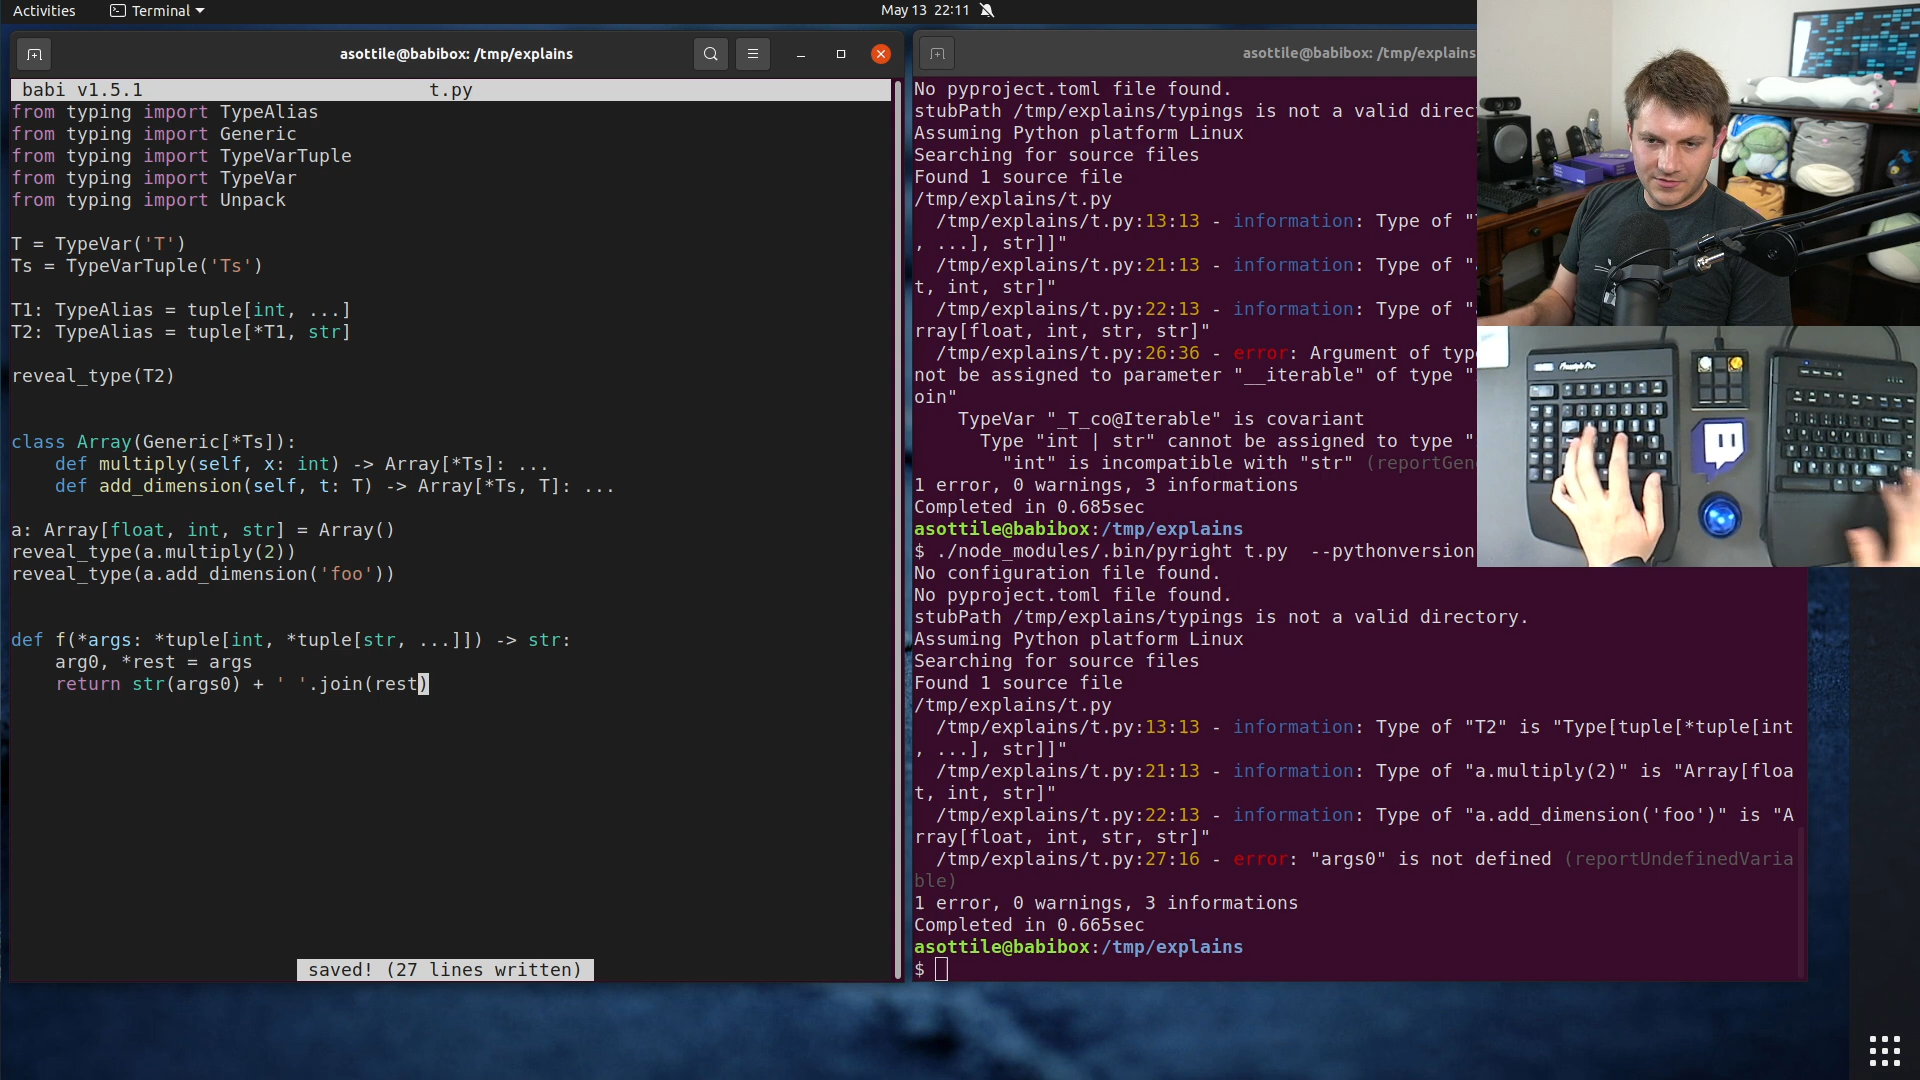 Activities
Terminal
May 13 22:11
asottile@babibox: /tmp/explains
babi v1.5.1 t.py
from typing import TypeAlias
from typing import Generic
from typing import TypeVarTuple
from typing import TypeVar
from typing import Unpack
T = TypeVar('T')
Ts = TypeVarTuple('Ts')
T1: TypeAlias = tuple[int, ...]
T2: TypeAlias = tuple[*T1, str]
reveal_type(T2)
class Array(Generic[*Ts]):
    def multiply(self, x: int) -> Array[*Ts]: ...
    def add_dimension(self, t: T) -> Array[*Ts, T]: ...
a: Array[float, int, str] = Array()
reveal_type(a.multiply(2))
reveal_type(a.add_dimension('foo'))
def f(*args: *tuple[int, *tuple[str, ...]]) -> str:
    arg0, *rest = args
    return str(args0) + ' '.join(rest)
saved! (27 lines written)
asottile@babibox: /tmp/explains
No pyproject.toml file found.
stubPath /tmp/explains/typings is not a valid direc
Assuming Python platform Linux
Searching for source files
Found 1 source file
/tmp/explains/t.py
  /tmp/explains/t.py:13:13 - information: Type of "
, ...], str]]"
  /tmp/explains/t.py:21:13 - information: Type of "
t, int, str]"
  /tmp/explains/t.py:22:13 - information: Type of "
rray[float, int, str, str]"
  /tmp/explains/t.py:26:36 - error: Argument of typ
not be assigned to parameter "__iterable" of type "
oin"
    TypeVar "_T_co@Iterable" is covariant
      Type "int | str" cannot be assigned to type "
        "int" is incompatible with "str" (reportGen
1 error, 0 warnings, 3 informations
Completed in 0.685sec
asottile@babibox:/tmp/explains
$ ./node_modules/.bin/pyright t.py  --pythonversion
No configuration file found.
No pyproject.toml file found.
stubPath /tmp/explains/typings is not a valid directory.
Assuming Python platform Linux
Searching for source files
Found 1 source file
/tmp/explains/t.py
  /tmp/explains/t.py:13:13 - information: Type of "T2" is "Type[tuple[*tuple[int
, ...], str]]"
  /tmp/explains/t.py:21:13 - information: Type of "a.multiply(2)" is "Array[floa
t, int, str]"
  /tmp/explains/t.py:22:13 - information: Type of "a.add_dimension('foo')" is "A
rray[float, int, str, str]"
  /tmp/explains/t.py:27:16 - error: "args0" is not defined (reportUndefinedVaria
ble)
1 error, 0 warnings, 3 informations
Completed in 0.665sec
asottile@babibox:/tmp/explains
$
Freestyle Pro